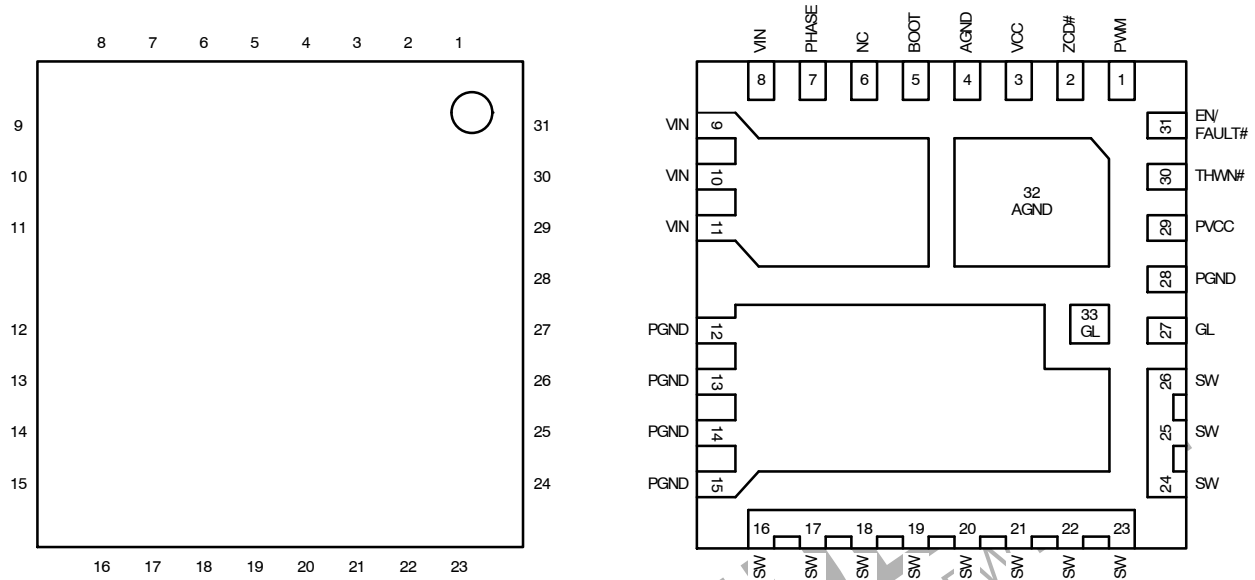 8 7 6 5 4 3 2 1
9
10
11
12
13
14
15
31
30
29
28
27
26
25
24
16 17 18 19 20 21 22 23
VIN PHASE NC BOOT AGND VCC ZCD# PWM
8 7 6 5 4 3 2 1
VIN 9
VIN 10
VIN 11
PGND 12
PGND 13
PGND 14
PGND 15
32
AGND
33
GL
31 EN/
FAULT#
30 THWN#
29 PVCC
28 PGND
27 GL
26 SW
25 SW
24 SW
16 17 18 19 20 21 22 23
SW SW SW SW SW SW SW SW